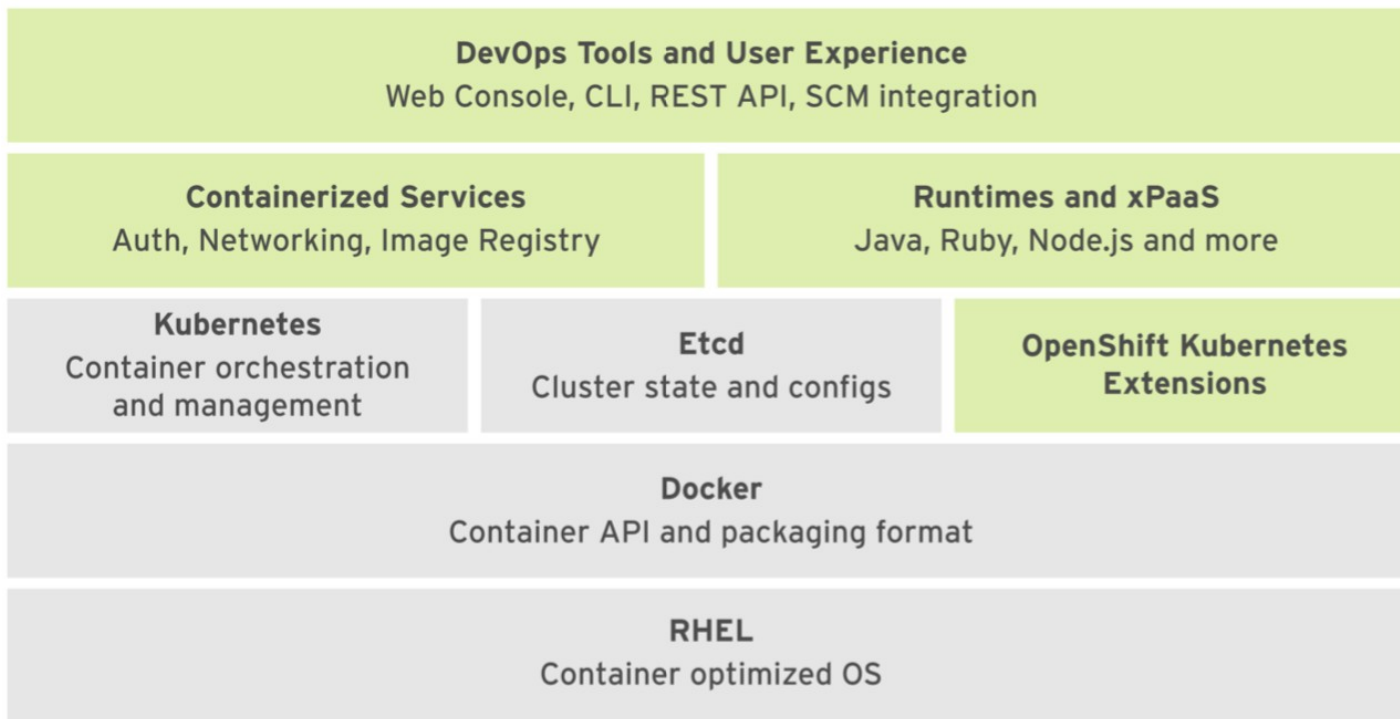 DevOps Tools and User Experience
Web Console, CLI, REST API, SCM integration
Containerized Services
Auth, Networking, Image Registry
Runtimes and xPaaS
Java, Ruby, Node.js and more
Kubernetes
Container orchestration
and management
Etcd
Cluster state and configs
OpenShift Kubernetes
Extensions
Docker
Container API and packaging format
RHEL
Container optimized OS